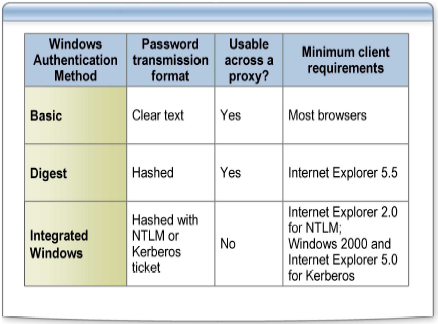 Windows Authentication Method
Password transmission format
Usable across a proxy?
Minimum client requirements
Basic
Clear text
Yes
Most browsers
Digest
Hashed
Yes
Internet Explorer 5.5
Integrated Windows
Hashed with NTLM or Kerberos ticket
No
Internet Explorer 2.0 for NTLM; Windows 2000 and Internet Explorer 5.0 for Kerberos